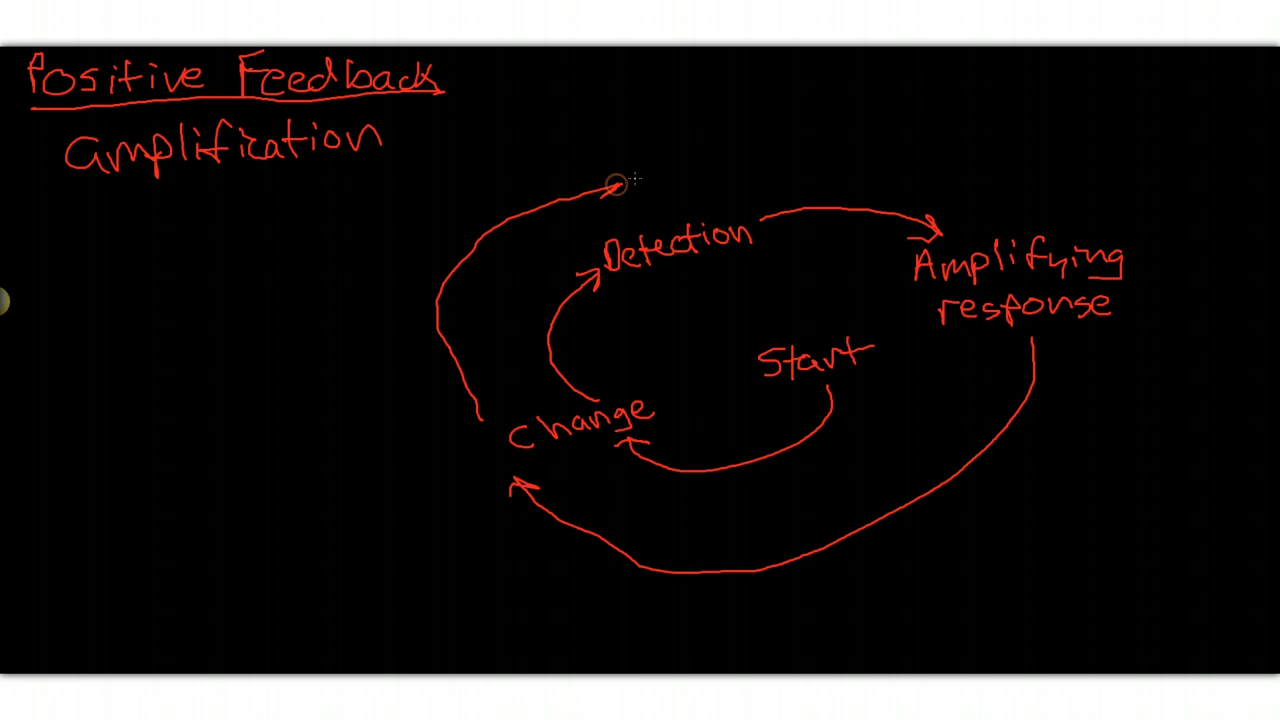 Positive Feedback
amplification
Detection
Amplifying
response
Start
change